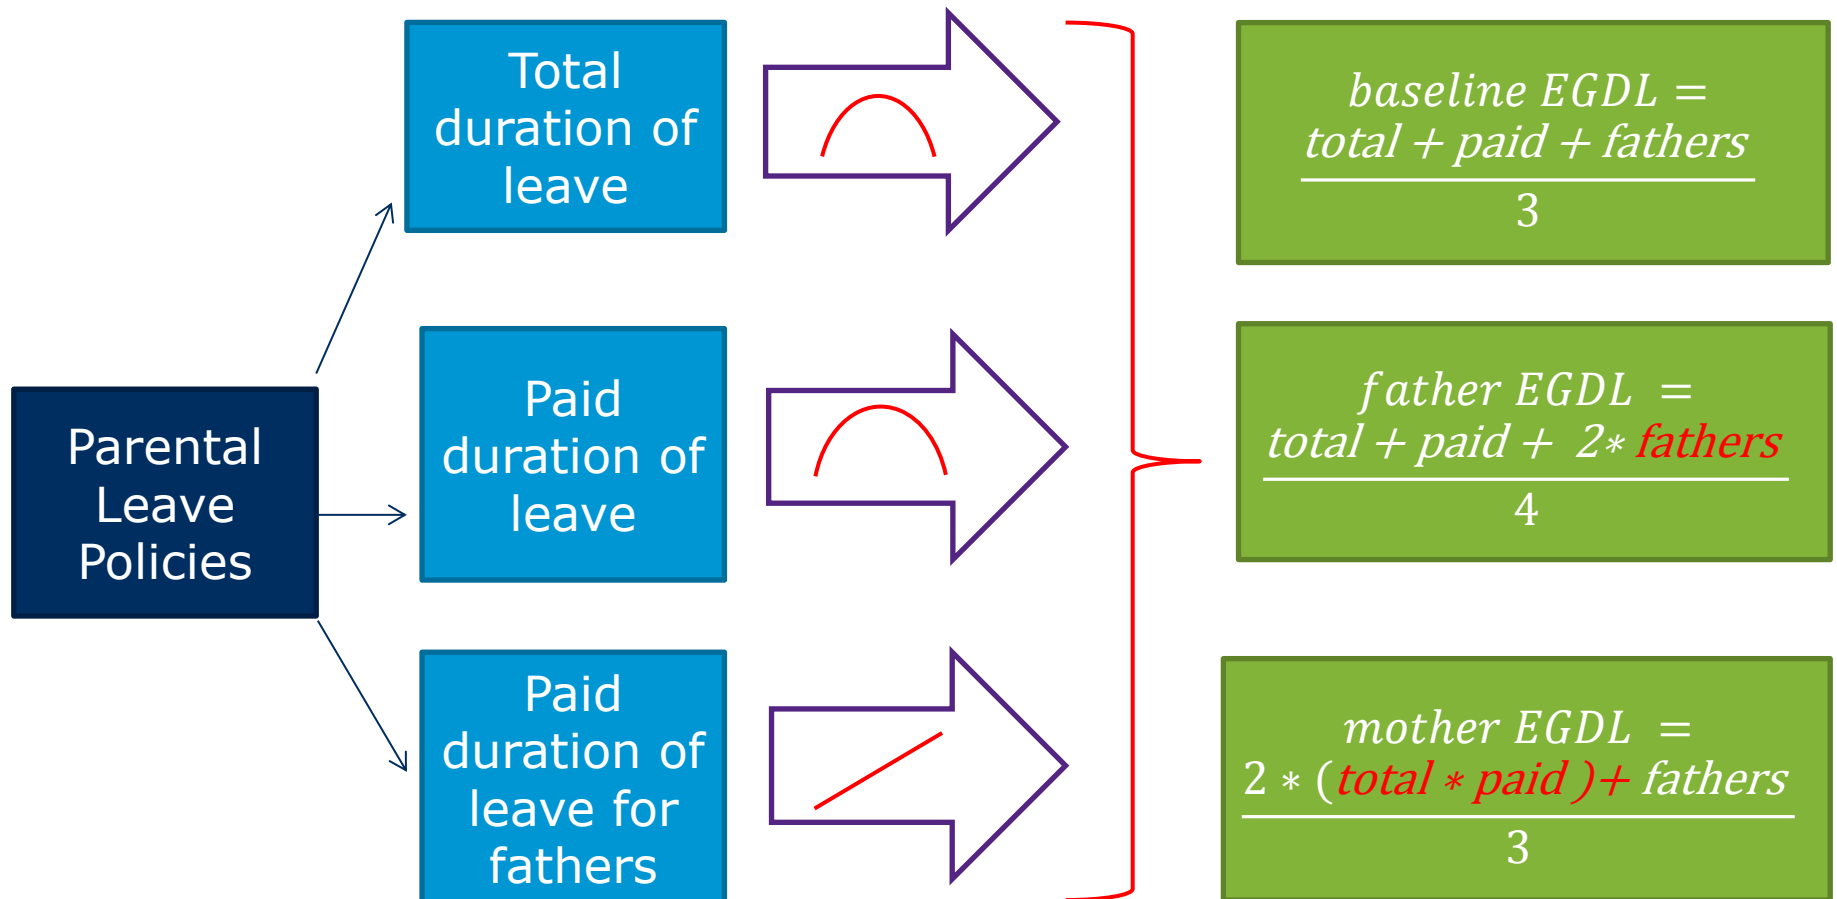 Total
duration of
leave
baseline EGDL =
total + paid + fathers
3
Parental
Leave
Policies
Paid
duration of
leave
father EGDL =
total + paid + 2* fathers
4
Paid
duration of
leave for
fathers
mother EGDL =
2 * (total * paid )+ fathers
3